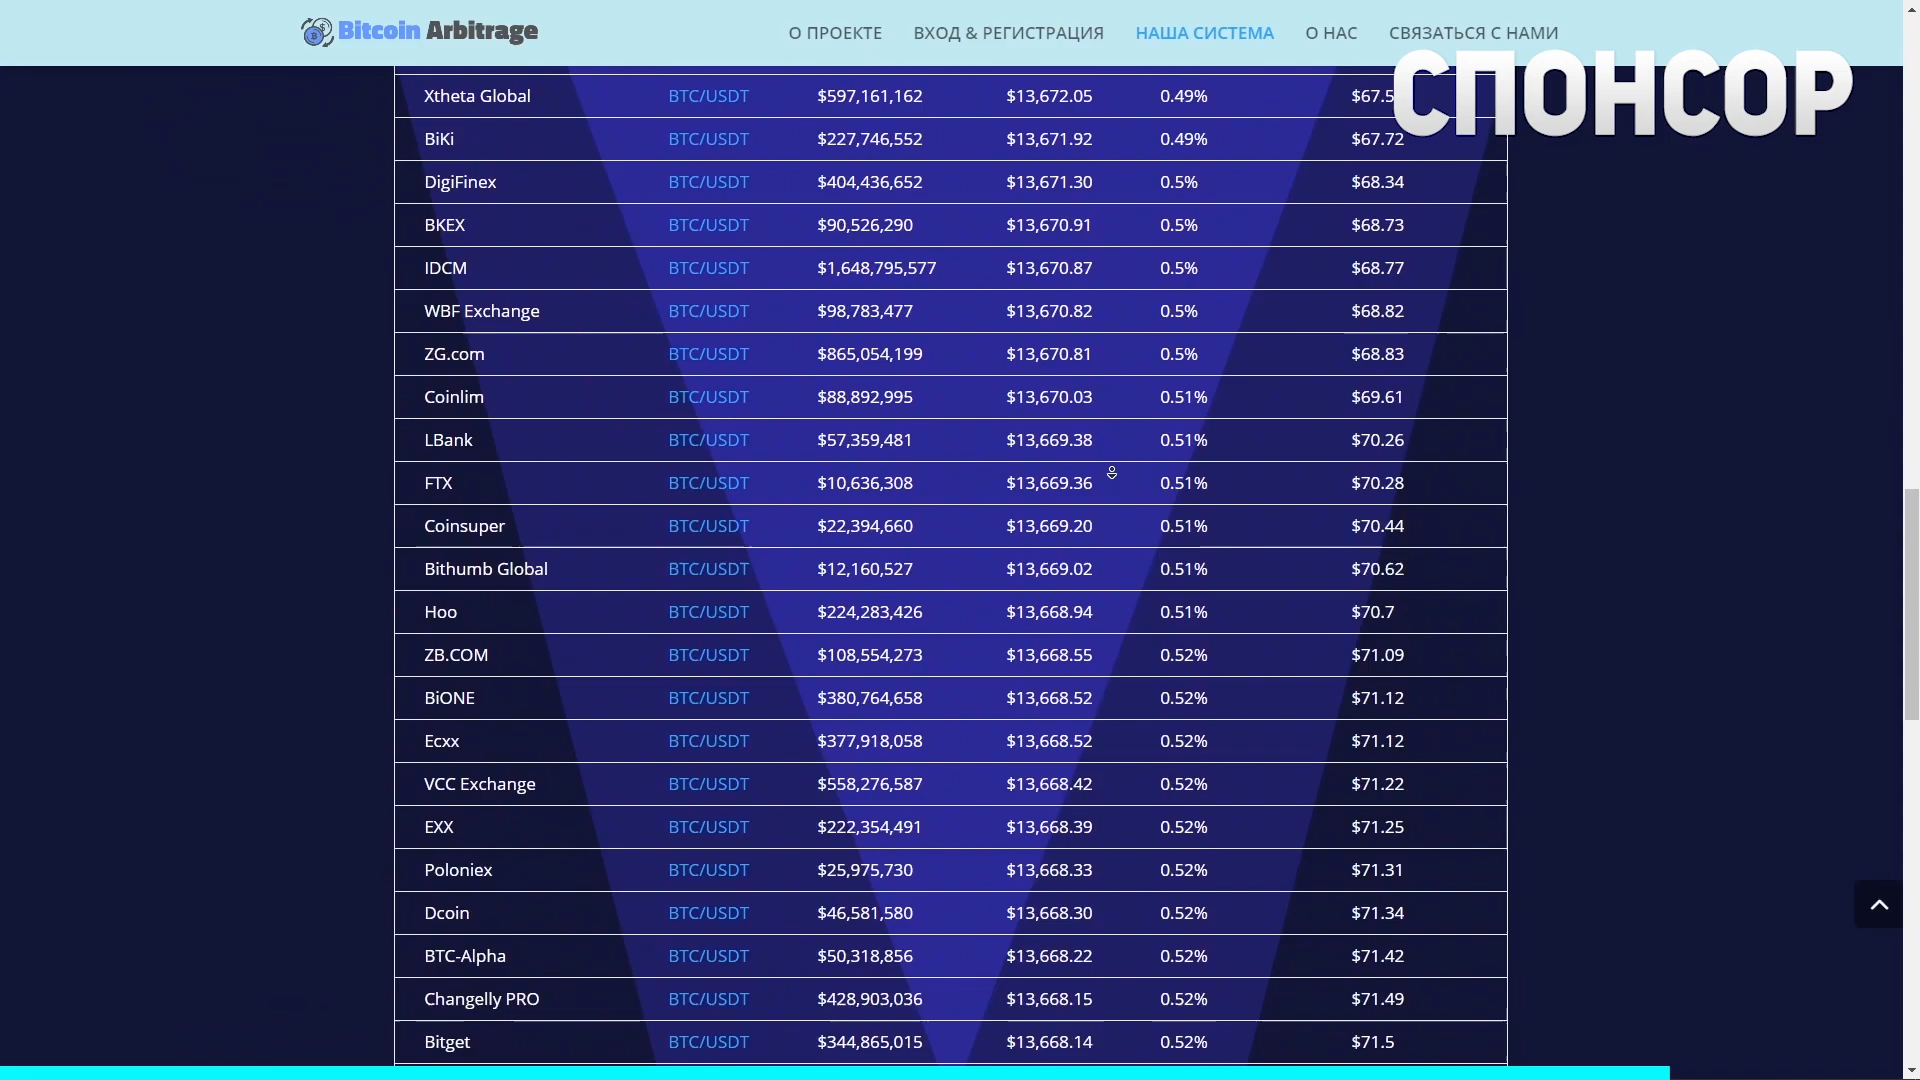 Bitcoin Arbitrage О ПРОЕКТЕ ВХОД & РЕГИСТРАЦИЯ НАША СИСТЕМА О НАС СВЯЗАТЬСЯ С НАМИ
СПОНСОР
Xtheta Global BTC/USDT $597,161,162 $13,672.05 0.49% $67.5
BiKi BTC/USDT $227,746,552 $13,671.92 0.49% $67.72
DigiFinex BTC/USDT $404,436,652 $13,671.30 0.5% $68.34
BKEX BTC/USDT $90,526,290 $13,670.91 0.5% $68.73
IDCM BTC/USDT $1,648,795,577 $13,670.87 0.5% $68.77
WBF Exchange BTC/USDT $98,783,477 $13,670.82 0.5% $68.82
ZG.com BTC/USDT $865,054,199 $13,670.81 0.5% $68.83
Coinlim BTC/USDT $88,892,995 $13,670.03 0.51% $69.61
LBank BTC/USDT $57,359,481 $13,669.38 0.51% $70.26
FTX BTC/USDT $10,636,308 $13,669.36 0.51% $70.28
Coinsuper BTC/USDT $22,394,660 $13,669.20 0.51% $70.44
Bithumb Global BTC/USDT $12,160,527 $13,669.02 0.51% $70.62
Hoo BTC/USDT $224,283,426 $13,668.94 0.51% $70.7
ZB.COM BTC/USDT $108,554,273 $13,668.55 0.52% $71.09
BiONE BTC/USDT $380,764,658 $13,668.52 0.52% $71.12
Ecxx BTC/USDT $377,918,058 $13,668.52 0.52% $71.12
VCC Exchange BTC/USDT $558,276,587 $13,668.42 0.52% $71.22
EXX BTC/USDT $222,354,491 $13,668.39 0.52% $71.25
Poloniex BTC/USDT $25,975,730 $13,668.33 0.52% $71.31
Dcoin BTC/USDT $46,581,580 $13,668.30 0.52% $71.34
BTC-Alpha BTC/USDT $50,318,856 $13,668.22 0.52% $71.42
Changelly PRO BTC/USDT $428,903,036 $13,668.15 0.52% $71.49
Bitget BTC/USDT $344,865,015 $13,668.14 0.52% $71.5